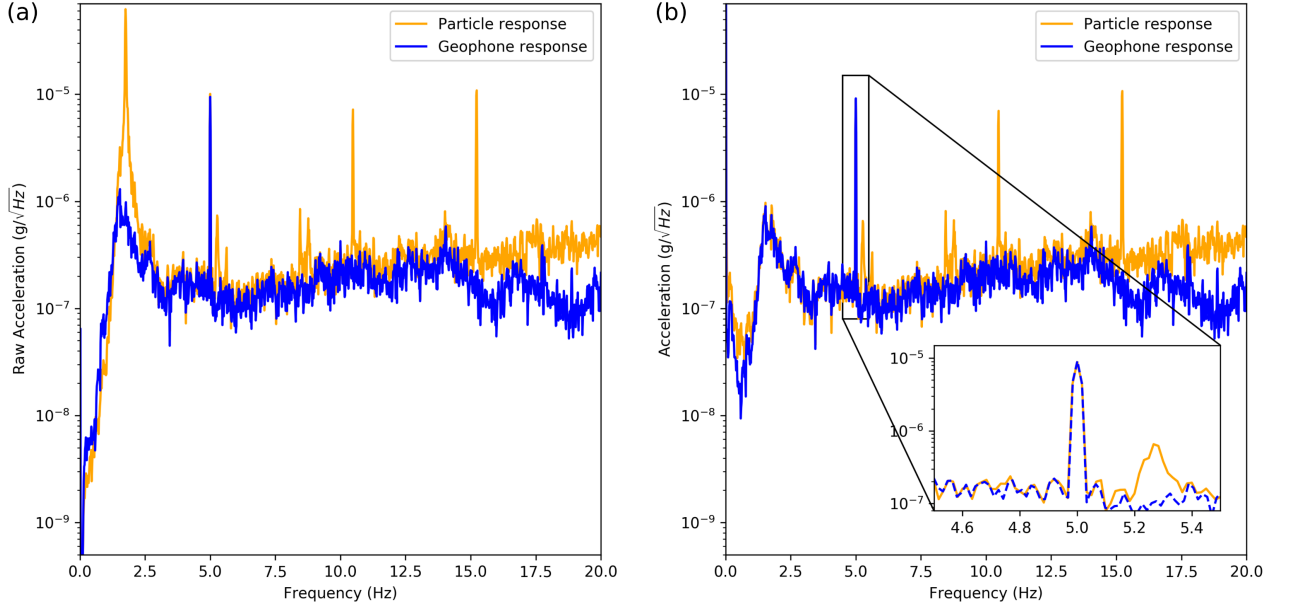 (a)
Particle response
Geophone response
10⁻⁵
10⁻⁶
10⁻⁷
10⁻⁸
10⁻⁹
Raw Acceleration (g/√Hz)
0.0 2.5 5.0 7.5 10.0 12.5 15.0 17.5 20.0
Frequency (Hz)
(b)
Particle response
Geophone response
10⁻⁵
10⁻⁶
10⁻⁷
10⁻⁸
10⁻⁹
Acceleration (g/√Hz)
10⁻⁵
10⁻⁶
10⁻⁷
4.6 4.8 5.0 5.2 5.4
0.0 2.5 5.0 7.5 10.0 12.5 15.0 17.5 20.0
Frequency (Hz)